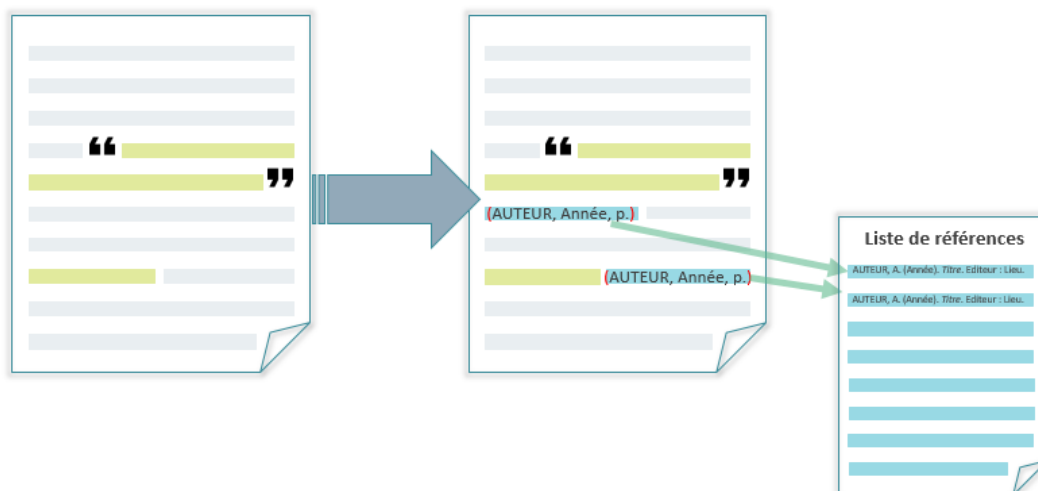 “
”
“
”
(AUTEUR, Année, p.)
(AUTEUR, Année, p.)
Liste de références
AUTEUR, A. (Année). Titre. Editeur : Lieu.
AUTEUR, A. (Année). Titre. Editeur : Lieu.